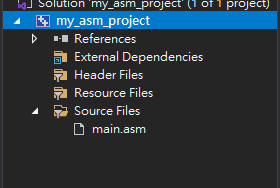 Solution 'my_asm_project' (1 of 1 project)
my_asm_project
References
External Dependencies
Header Files
Resource Files
Source Files
main.asm